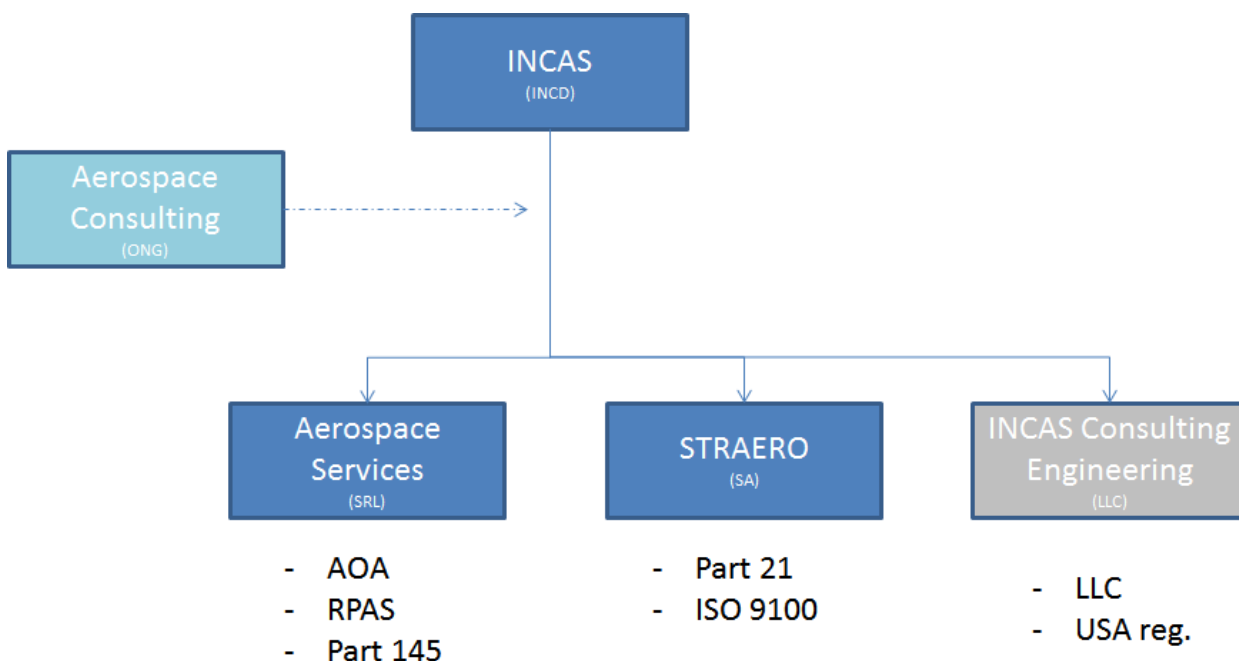 INCAS
(INCD)
Aerospace
Consulting
(ONG)
Aerospace
Services
(SRL)
STRAERO
(SA)
INCAS Consulting
Engineering
(LLC)
- AOA
- RPAS
- Part 145
- Part 21
- ISO 9100
- LLC
- USA reg.